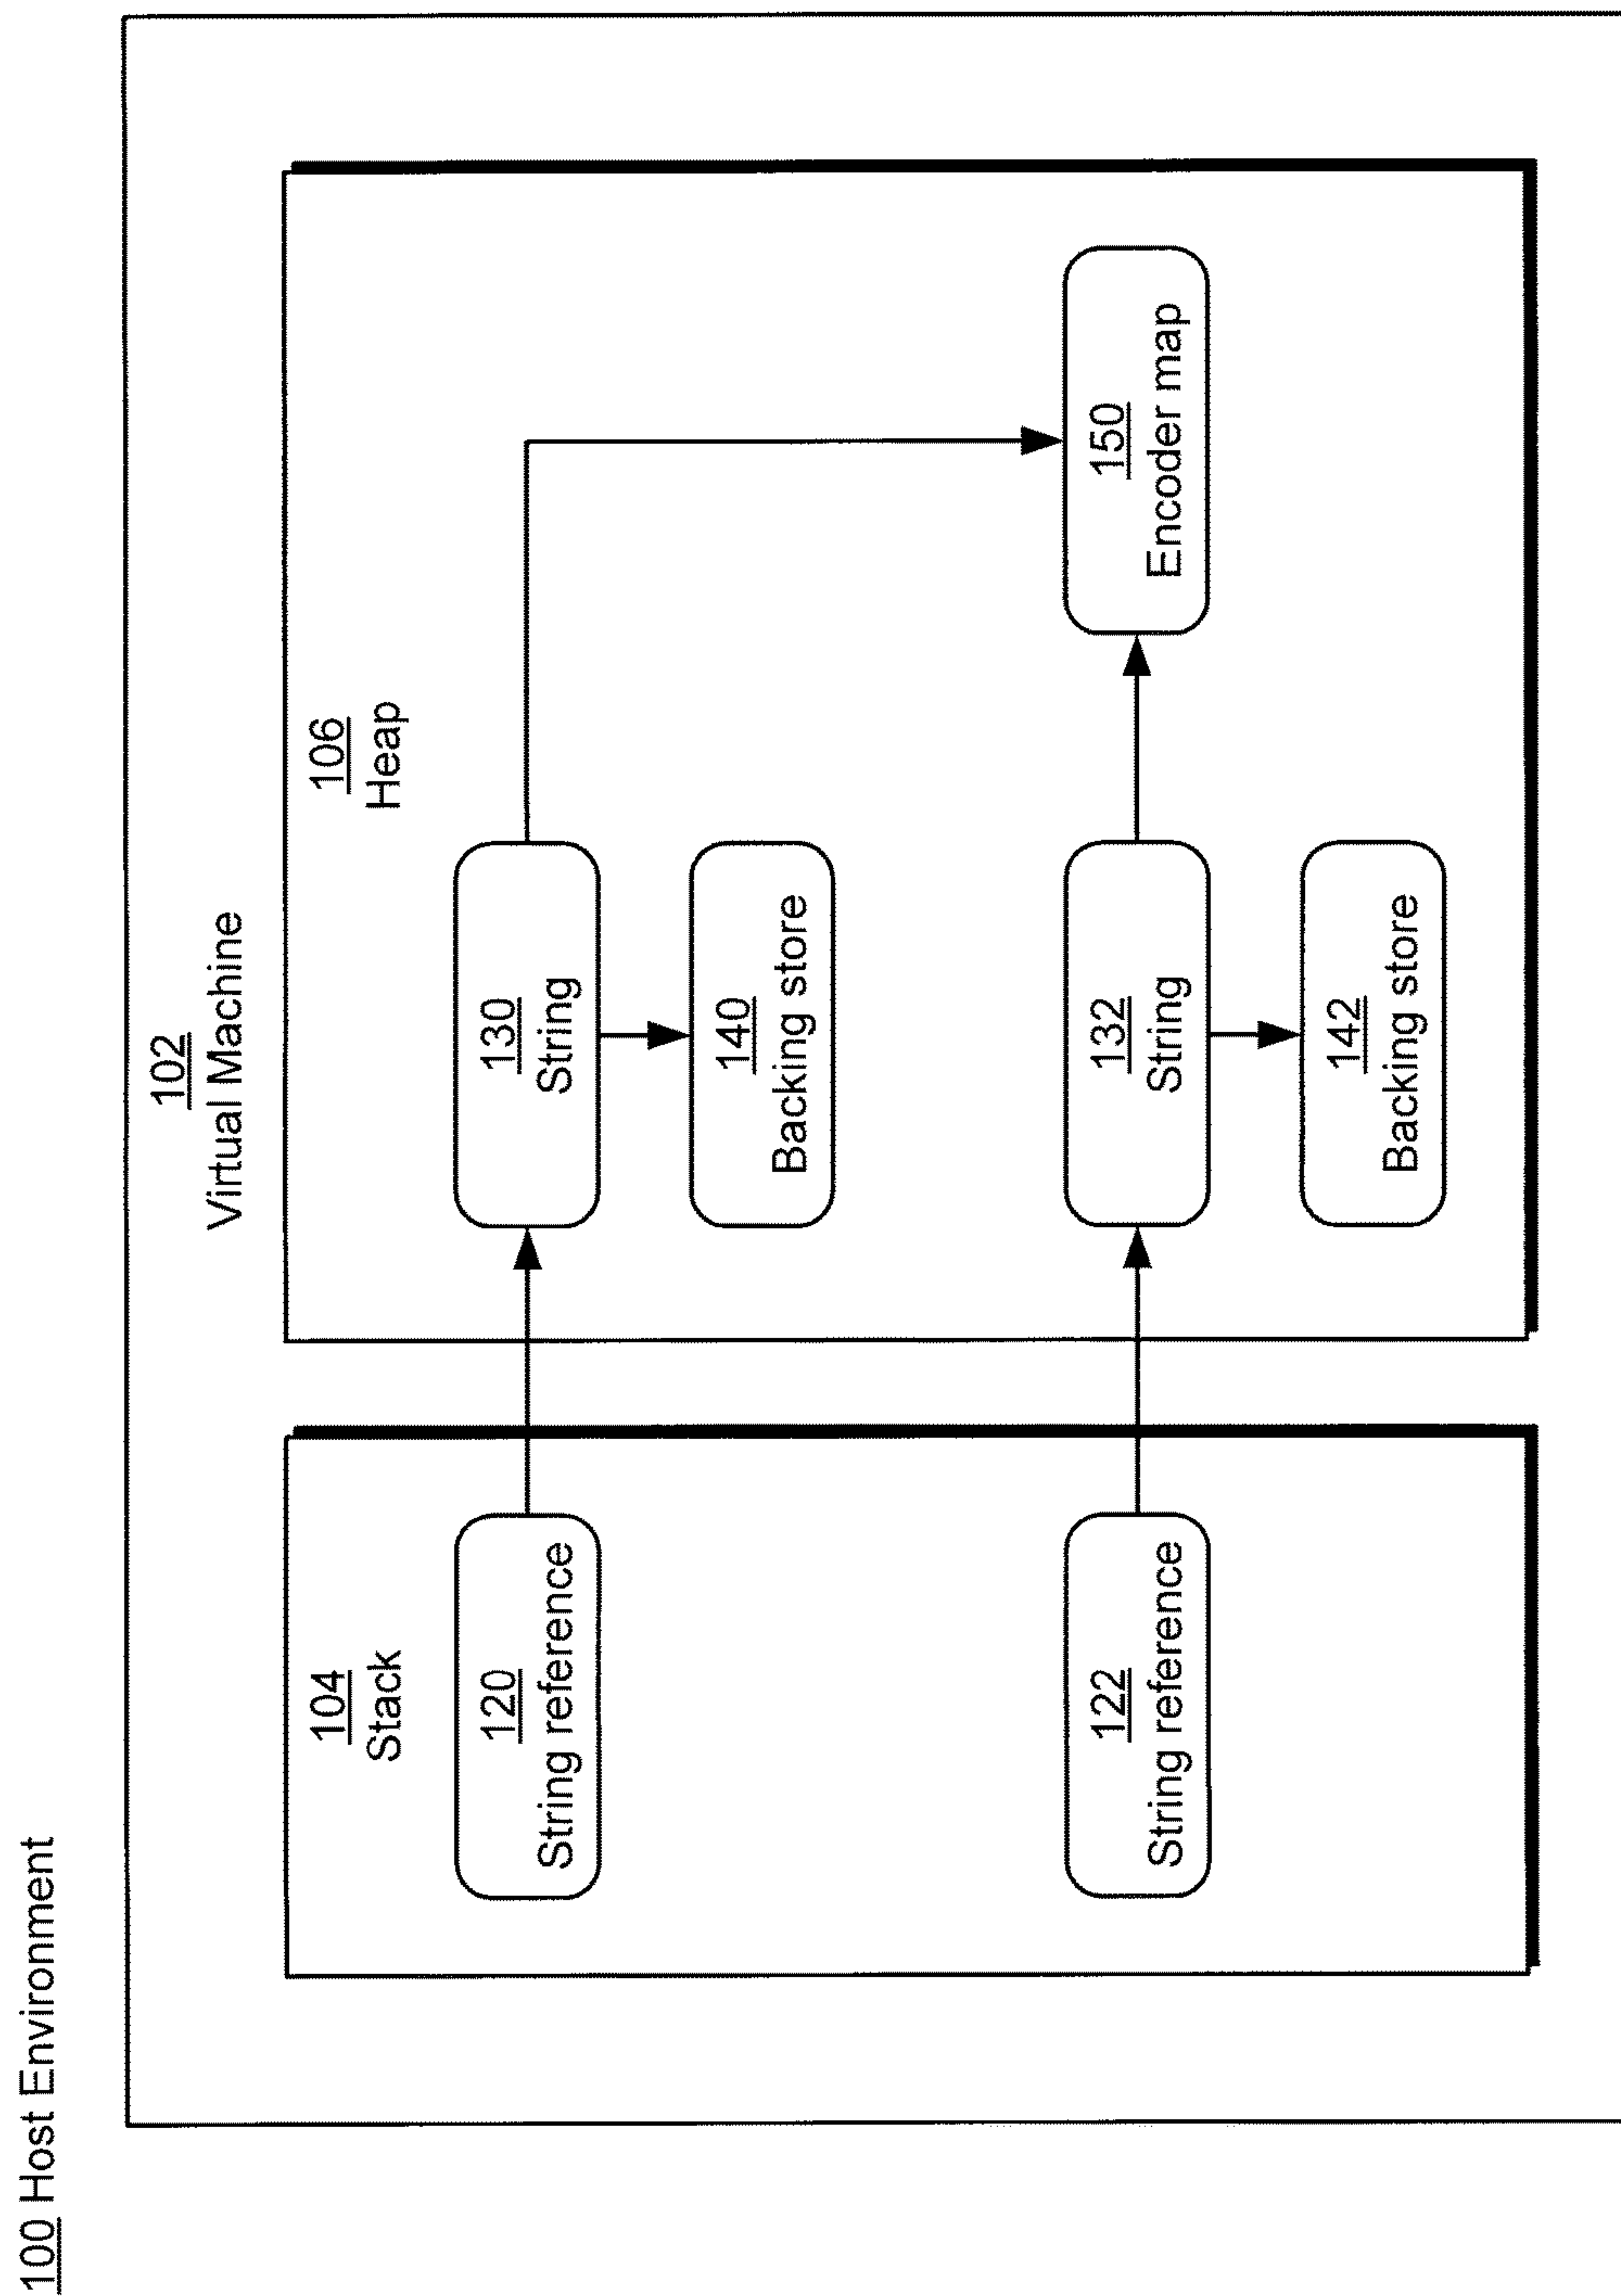 100 Host Environment
102
Virtual Machine
104
Stack
106
Heap
120
String reference
130
String
140
Backing store
122
String reference
132
String
150
Encoder map
142
Backing store